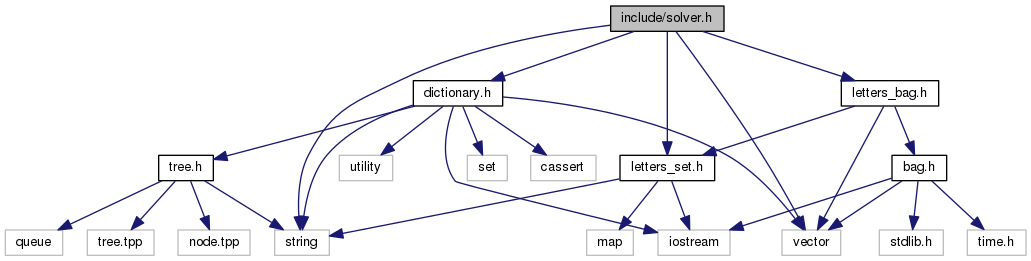 include/solver.h
dictionary.h
letters_bag.h
tree.h
utility
set
cassert
letters_set.h
bag.h
queue
tree.tpp
node.tpp
string
map
iostream
vector
stdlib.h
time.h